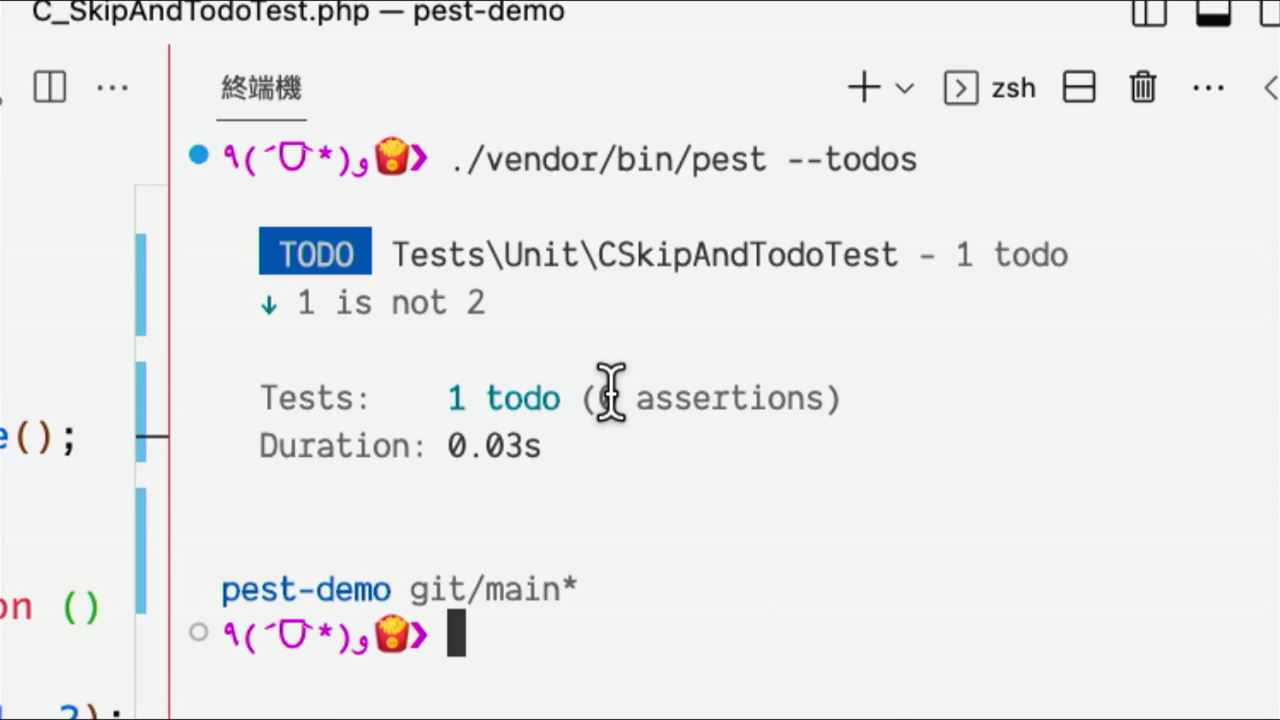 C_SkipAndTodoTest.php — pest-demo
終端機
zsh
٩(ˊᗜˋ*)و🍟❯ ./vendor/bin/pest --todos
TODO Tests\Unit\CSkipAndTodoTest - 1 todo
↓ 1 is not 2
Tests: 1 todo ( assertions)
e();
Duration: 0.03s
pest-demo git/main*
on ()
٩(ˊᗜˋ*)و🍟❯
2);